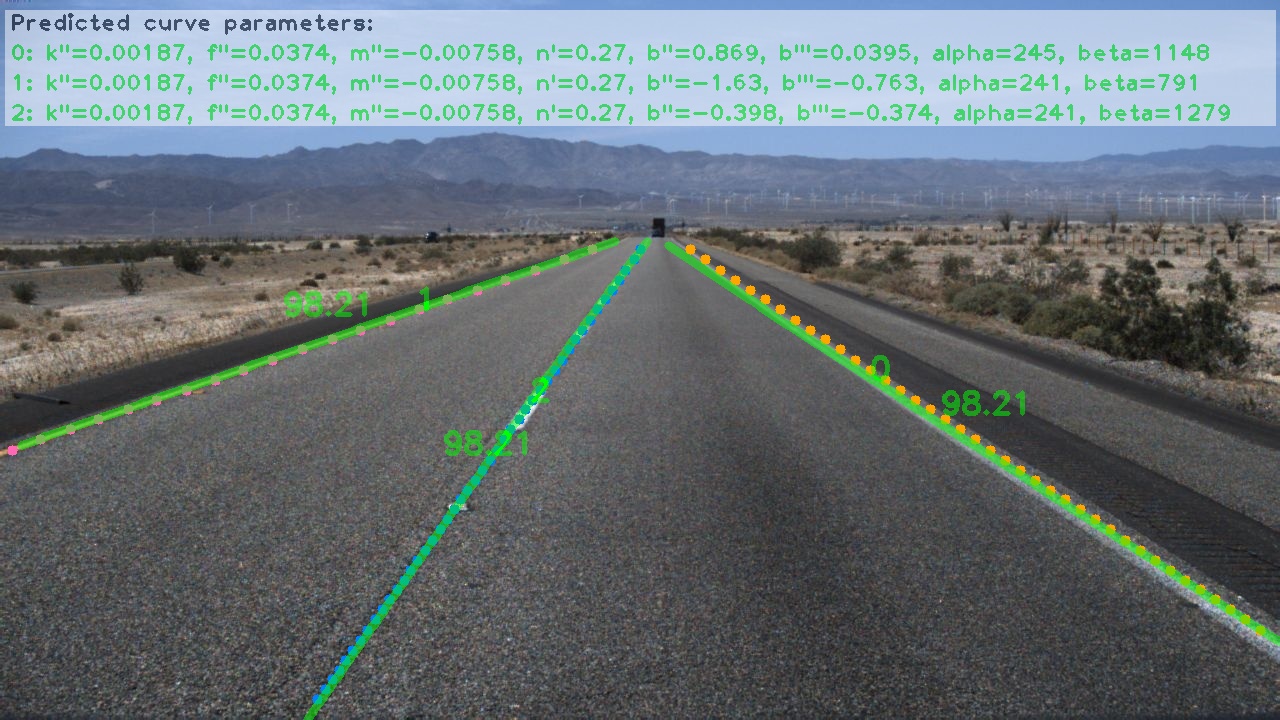 Predicted curve parameters:
0: k''=0.00187, f''=0.0374, m''=-0.00758, n'=0.27, b''=0.869, b'''=0.0395, alpha=245, beta=1148
1: k''=0.00187, f''=0.0374, m''=-0.00758, n'=0.27, b''=-1.63, b'''=-0.763, alpha=241, beta=791
2: k''=0.00187, f''=0.0374, m''=-0.00758, n'=0.27, b''=-0.398, b'''=-0.374, alpha=241, beta=1279
98.21 1
0
98.21
2
98.21